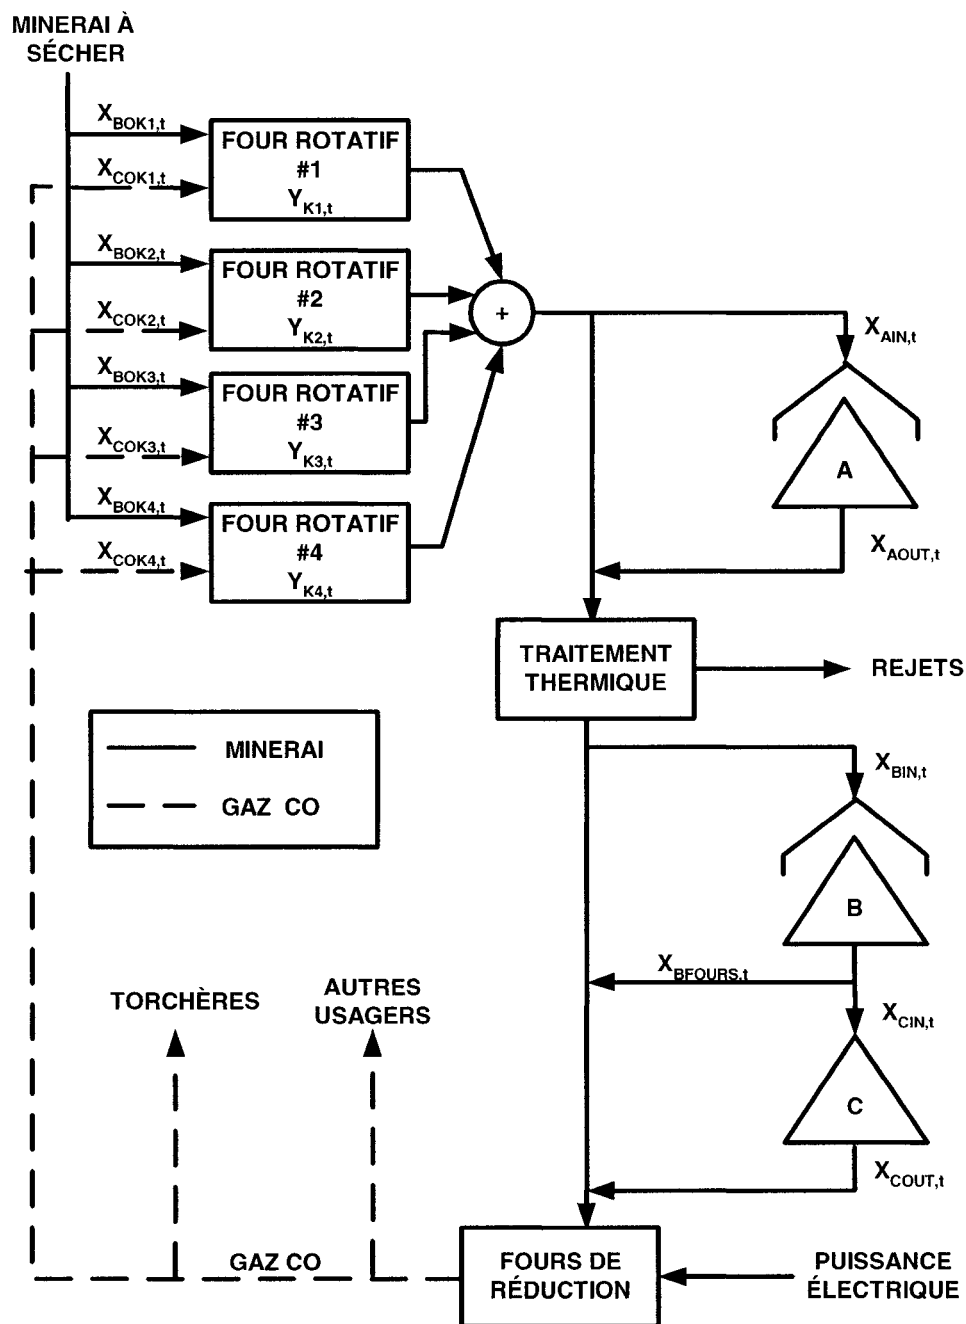 MINERAI À
SÉCHER
X_BOK1,t
FOUR ROTATIF
#1
Y_K1,t
X_COK1,t
X_BOK2,t
FOUR ROTATIF
#2
Y_K2,t
X_COK2,t
X_BOK3,t
FOUR ROTATIF
#3
Y_K3,t
X_COK3,t
X_BOK4,t
FOUR ROTATIF
#4
Y_K4,t
X_COK4,t
+
X_AIN,t
A
X_AOUT,t
TRAITEMENT
THERMIQUE
REJETS
MINERAI
GAZ CO
X_BIN,t
B
X_BFOURS,t
X_CIN,t
C
X_COUT,t
TORCHÈRES
AUTRES
USAGERS
GAZ CO
FOURS DE
RÉDUCTION
PUISSANCE
ÉLECTRIQUE